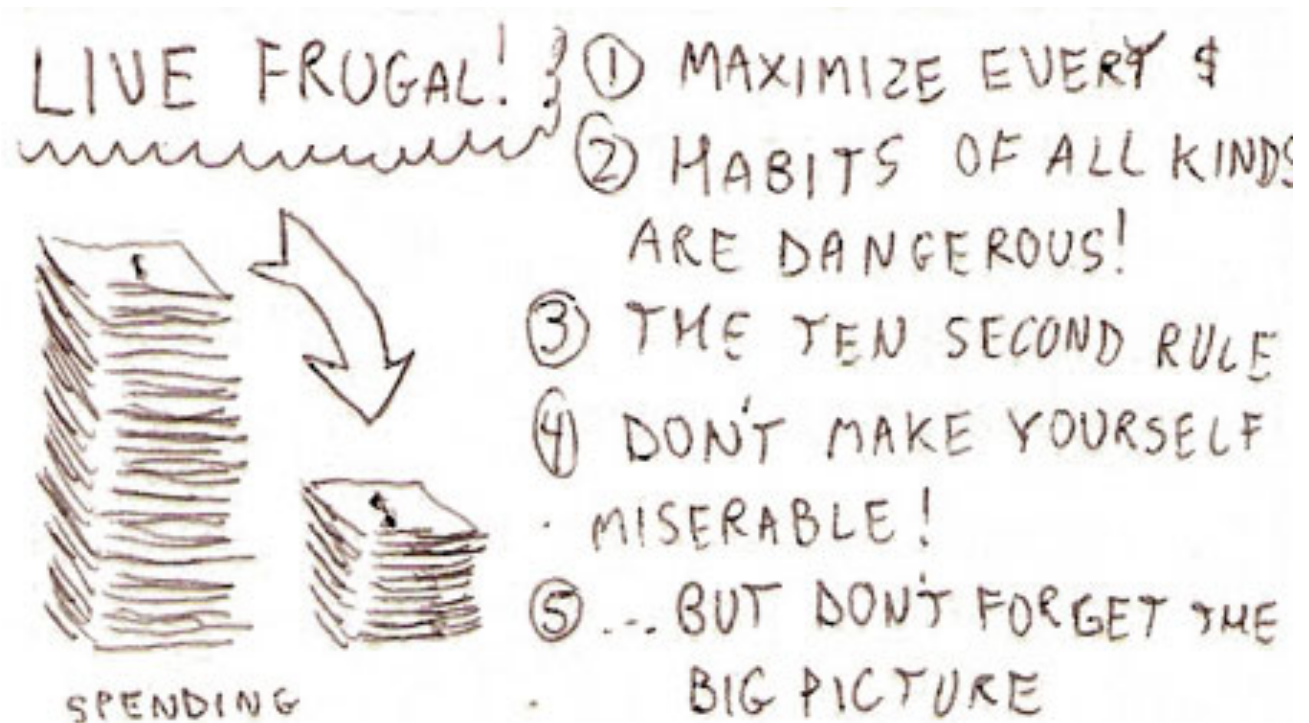 LIVE FRUGAL!
① MAXIMIZE EVERY $
② HABITS OF ALL KINDS
ARE DANGEROUS!
③ THE TEN SECOND RULE
④ DON'T MAKE YOURSELF
MISERABLE!
⑤ ... BUT DON'T FORGET THE
BIG PICTURE
SPENDING